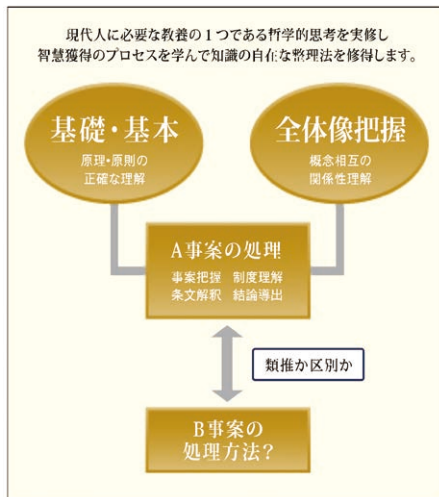 現代人に必要な教養の1つである哲学的思考を実修し
智慧獲得のプロセスを学んで知識の自在な整理法を修得します。
基礎・基本
原理・原則の
正確な理解
全体像把握
概念相互の
関係性理解
A事案の処理
事案把握 制度理解
条文解釈 結論導出
類推か区別か
B事案の
処理方法?